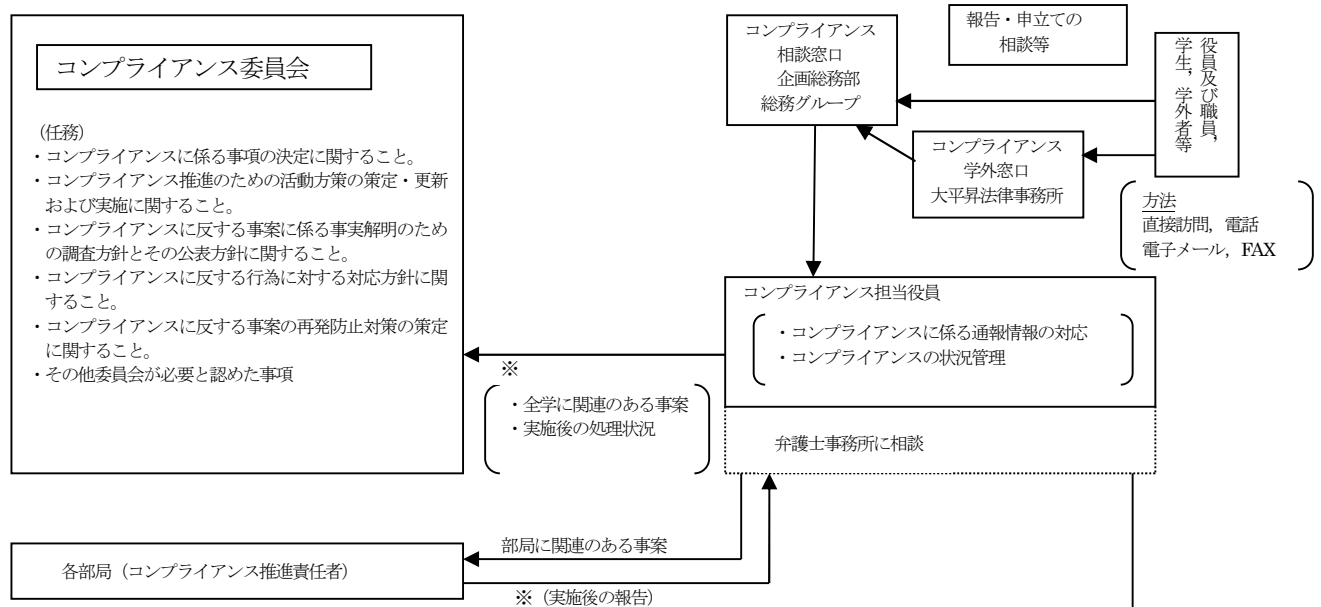 コンプライアンス委員会
(任務)
・コンプライアンスに係る事項の決定に関すること。
・コンプライアンス推進のための活動方策の策定・更新
および実施に関すること。
・コンプライアンスに反する事案に係る事実解明のため
の調査方針とその公表方針に関すること。
・コンプライアンスに反する行為に対する対応方針に関
すること。
・コンプライアンスに反する事案の再発防止対策の策定
に関すること。
・その他委員会が必要と認めた事項
コンプライアンス
相談窓口
企画総務部
総務グループ
報告・申立ての
相談等
役員及び職員，
学生，学外者等
コンプライアンス
学外窓口
大平昇法律事務所
方法
直接訪問，電話
電子メール，FAX
コンプライアンス担当役員
・コンプライアンスに係る通報情報の対応
・コンプライアンスの状況管理
※
・全学に関連のある事案
・実施後の処理状況
弁護士事務所に相談
部局に関連のある事案
各部局（コンプライアンス推進責任者）
※（実施後の報告）